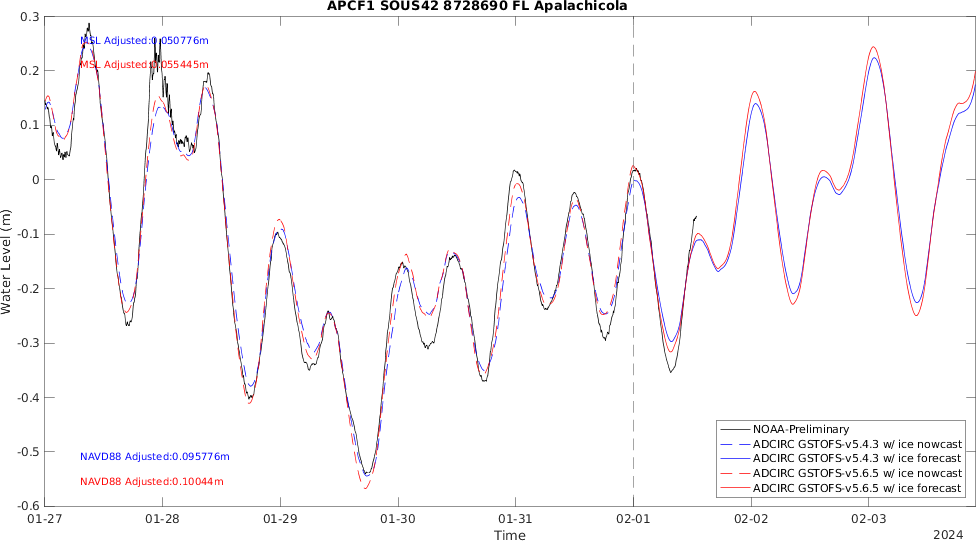 APCF1 SOUS42 8728690 FL Apalachicola
MSL Adjusted:0.050776m
MSL Adjusted:0.055445m
NAVD88 Adjusted:0.095776m
NAVD88 Adjusted:0.10044m
Water Level (m)
0.3
0.2
0.1
0
-0.1
-0.2
-0.3
-0.4
-0.5
-0.6
01-27
01-28
01-29
01-30
01-31
02-01
02-02
02-03
Time
2024
NOAA-Preliminary
ADCIRC GSTOFS-v5.4.3 w/ ice nowcast
ADCIRC GSTOFS-v5.4.3 w/ ice forecast
ADCIRC GSTOFS-v5.6.5 w/ ice nowcast
ADCIRC GSTOFS-v5.6.5 w/ ice forecast